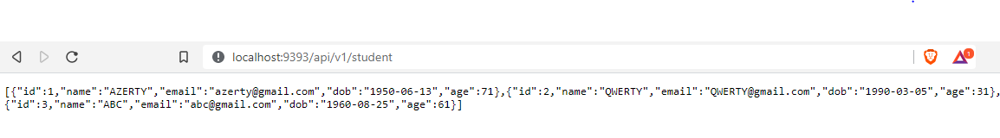 localhost:9393/api/v1/student
1
[{"id":1,"name":"AZERTY","email":"azerty@gmail.com","dob":"1950-06-13","age":71},{"id":2,"name":"QWERTY","email":"QWERTY@gmail.com","dob":"1990-03-05","age":31},
{"id":3,"name":"ABC","email":"abc@gmail.com","dob":"1960-08-25","age":61}]